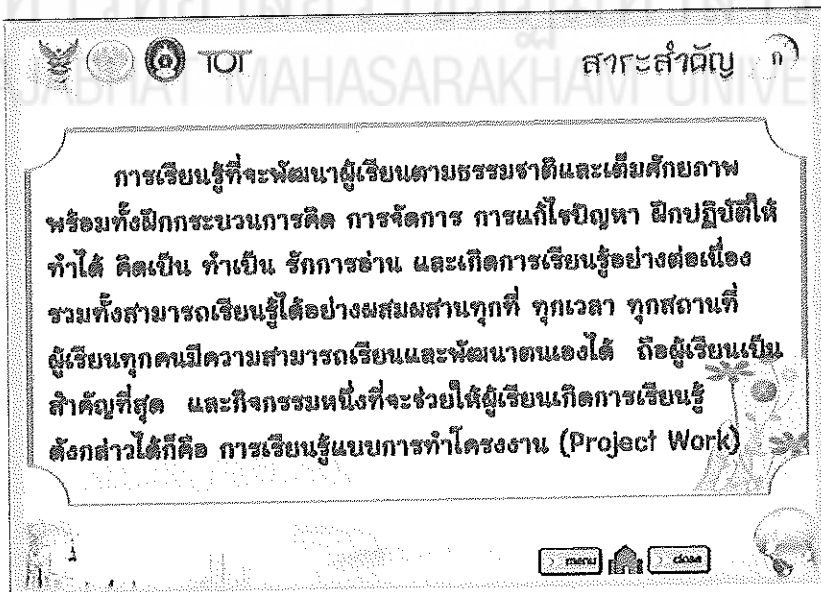 TOT
สาระสำคัญ
JABHAT MAHASARAKHAM UNIVE
การเรียนรู้ที่จะพัฒนาผู้เรียนตามธรรมชาติและเต็มศักยภาพ
พร้อมทั้งฝึกกระบวนการคิด การจัดการ การแก้ไขปัญหา ฝึกปฏิบัติให้
ทำได้ คิดเป็น ทำเป็น รักการอ่าน และเกิดการเรียนรู้อย่างต่อเนื่อง
รวมทั้งสามารถเรียนรู้ได้อย่างผสมผสานทุกที่ ทุกเวลา ทุกสถานที่
ผู้เรียนทุกคนมีความสามารถเรียนและพัฒนาตนเองได้ ถือผู้เรียนเป็น
สำคัญที่สุด และกิจกรรมหนึ่งที่จะช่วยให้ผู้เรียนเกิดการเรียนรู้
ดังกล่าวได้ก็คือ การเรียนรู้แบบการทำโครงงาน (Project Work)
menu
close